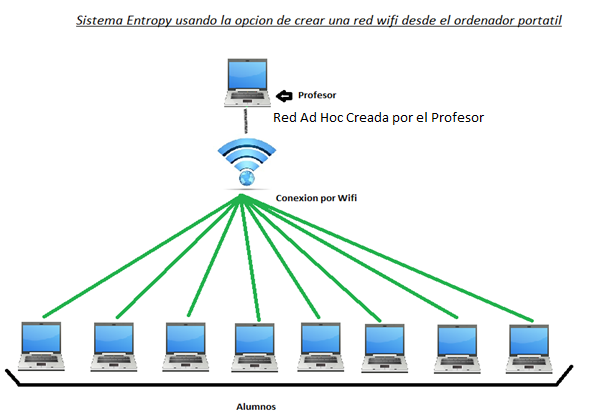 Sistema Entropy usando la opcion de crear una red wifi desde el ordenador portatil
Profesor
Red Ad Hoc Creada por el Profesor
Conexion por Wifi
Alumnos